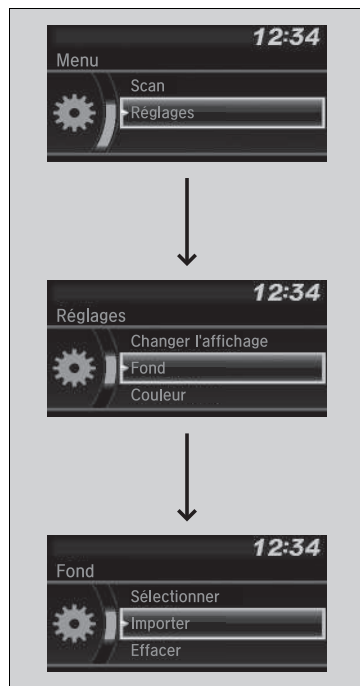 12:34
Menu
Scan
Réglages
12:34
Réglages
Changer l'affichage
Fond
Couleur
12:34
Fond
Sélectionner
Importer
Effacer